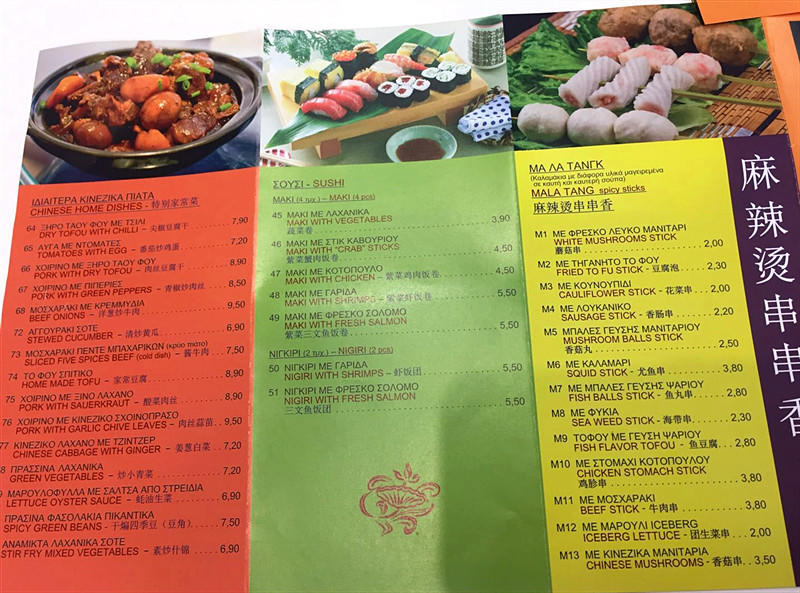 ΙΔΙΑΙΤΕΡΑ ΚΙΝΕΖΙΚΑ ΠΙΑΤΑ
CHINESE HOME DISHES - 特别家常菜
64 ΞΗΡΟ ΤΑΟΥ ΦΟΥ ΜΕ ΤΣΙΛΙ
DRY TOFOU WITH CHILLI - 尖椒豆腐干 ..... 7,90
65 ΑΥΓΑ ΜΕ ΝΤΟΜΑΤΕΣ
TOMATOES WITH EGG - 番茄炒鸡蛋 ..... 7,20
66 ΧΟΙΡΙΝΟ ΜΕ ΞΗΡΟ ΤΑΟΥ ΦΟΥ
PORK WITH DRY TOFOU - 肉丝豆腐干 ..... 8,90
67 ΧΟΙΡΙΝΟ ΜΕ ΠΙΠΕΡΙΕΣ
PORK WITH GREEN PEPPERS - 青椒炒肉丝 ..... 8,50
68 ΜΟΣΧΑΡΑΚΙ ΜΕ ΚΡΕΜΜΥΔΙΑ
BEEF ONIONS - 洋葱炒牛肉 ..... 9,50
72 ΑΓΓΟΥΡΑΚΙ ΣΟΤΕ
STEWED CUCUMBER - 清炒黄瓜 ..... 6,90
73 ΜΟΣΧΑΡΑΚΙ ΠΕΝΤΕ ΜΠΑΧΑΡΙΚΩΝ (κρύο πιάτο)
SLICED FIVE SPICES BEEF (cold dish) - 酱牛肉 ... 7,50
74 ΤΟ ΦΟΥ ΣΠΙΤΙΚΟ
HOME MADE TOFU - 家常豆腐 ..... 8,90
75 ΧΟΙΡΙΝΟ ΜΕ ΞΙΝΟ ΛΑΧΑΝΟ
PORK WITH SAUERKRAUT - 酸菜肉丝 ..... 8,90
76 ΧΟΙΡΙΝΟ ΜΕ ΚΙΝΕΖΙΚΟ ΣΧΟΙΝΟΠΡΑΣΟ
PORK WITH GARLIC CHIVE LEAVES - 肉丝蒜苗 ... 9,50
77 ΚΙΝΕΖΙΚΟ ΛΑΧΑΝΟ ΜΕ ΤΖΙΝΤΖΕΡ
CHINESE CABBAGE WITH GINGER - 姜葱白菜 .. 7,20
8 ΠΡΑΣΙΝΑ ΛΑΧΑΝΙΚΑ
GREEN VEGETABLES - 炒小青菜 ..... 7,20
9 ΜΑΡΟΥΛΟΦΥΛΛΑ ΜΕ ΣΑΛΤΣΑ ΑΠΟ ΣΤΡΕΙΔΙΑ
LETTUCE OYSTER SAUCE - 蚝油生菜 ..... 6,90
ΠΡΑΣΙΝΑ ΦΑΣΟΛΑΚΙΑ ΠΙΚΑΝΤΙΚΑ
SPICY GREEN BEANS - 干煸四季豆 (豆角) ..... 7,50
ΑΝΑΜΙΚΤΑ ΛΑΧΑΝΙΚΑ ΣΟΤΕ
STIR FRY MIXED VEGETABLES - 素炒什锦 .... 6,90
ΣΟΥΣΙ - SUSHI
ΜΑΚΙ (4 τμχ.) – MAKI (4 pcs)
45 ΜΑΚΙ ΜΕ ΛΑΧΑΝΙΚΑ
MAKI WITH VEGETABLES ..... 3,90
蔬菜卷
46 ΜΑΚΙ ΜΕ ΣΤΙΚ ΚΑΒΟΥΡΙΟΥ
MAKI WITH "CRAB" STICKS ..... 4,50
紫菜蟹肉饭卷
47 ΜΑΚΙ ΜΕ ΚΟΤΟΠΟΥΛΟ
MAKI WITH CHICKEN - 紫菜鸡肉饭卷 ..... 4,50
48 ΜΑΚΙ ΜΕ ΓΑΡΙΔΑ
MAKI WITH SHRIMPS - 紫菜虾饭卷 ..... 5,50
49 ΜΑΚΙ ΜΕ ΦΡΕΣΚΟ ΣΟΛΟΜΟ
MAKI WITH FRESH SALMON ..... 5,50
紫菜三文鱼饭卷
ΝΙΓΚΙΡΙ (2 τμχ.) – NIGIRI (2 pcs)
50 ΝΙΓΚΙΡΙ ΜΕ ΓΑΡΙΔΑ
NIGIRI WITH SHRIMPS – 虾饭团 ..... 5,50
51 ΝΙΓΚΙΡΙ ΜΕ ΦΡΕΣΚΟ ΣΟΛΟΜΟ
NIGIRI WITH FRESH SALMON ..... 5,50
三文鱼饭团
ΜΑ ΛΑ ΤΑΝΓΚ
(Καλαμάκια με διάφορα υλικά μαγειρεμένα
σε καυτή και καυτερή σούπα)
MALA TANG spicy sticks
麻辣烫串串香
M1 ΜΕ ΦΡΕΣΚΟ ΛΕΥΚΟ ΜΑΝΙΤΑΡΙ
WHITE MUSHROOMS STICK
蘑菇串 ..... 2,00
M2 ΜΕ ΤΗΓΑΝΗΤΟ ΤΟ ΦΟΥ
FRIED TO FU STICK - 豆腐泡 ..... 2,30
M3 ΜΕ ΚΟΥΝΟΥΠΙΔΙ
CAULIFLOWER STICK - 花菜串 ..... 2,00
M4 ΜΕ ΛΟΥΚΑΝΙΚΟ
SAUSAGE STICK - 香肠串 ..... 2,20
M5 ΜΠΑΛΕΣ ΓΕΥΣΗΣ ΜΑΝΙΤΑΡΙΟΥ
MUSHROOM BALLS STICK
香菇丸 ..... 2,50
M6 ΜΕ ΚΑΛΑΜΑΡΙ
SQUID STICK - 尤鱼串 ..... 3,80
M7 ΜΕ ΜΠΑΛΕΣ ΓΕΥΣΗΣ ΨΑΡΙΟΥ
FISH BALLS STICK - 鱼丸串 ..... 2,80
M8 ΜΕ ΦΥΚΙΑ
SEA WEED STICK - 海带串 ..... 2,30
M9 ΤΟΦΟΥ ΜΕ ΓΕΥΣΗ ΨΑΡΙΟΥ
FISH FLAVOR TOFOU - 鱼豆腐 ... 2,80
M10 ΜΕ ΣΤΟΜΑΧΙ ΚΟΤΟΠΟΥΛΟΥ
CHICKEN STOMACH STICK
鸡胗串 ..... 3,80
M11 ΜΕ ΜΟΣΧΑΡΑΚΙ
BEEF STICK - 牛肉串 ..... 3,80
M12 ΜΕ ΜΑΡΟΥΛΙ ICEBERG
ICEBERG LETTUCE - 团生菜串 ... 2,00
M13 ΜΕ ΚΙΝΕΖΙΚΑ ΜΑΝΙΤΑΡΙΑ
CHINESE MUSHROOMS - 香菇串 .. 3,50
麻辣烫串串香